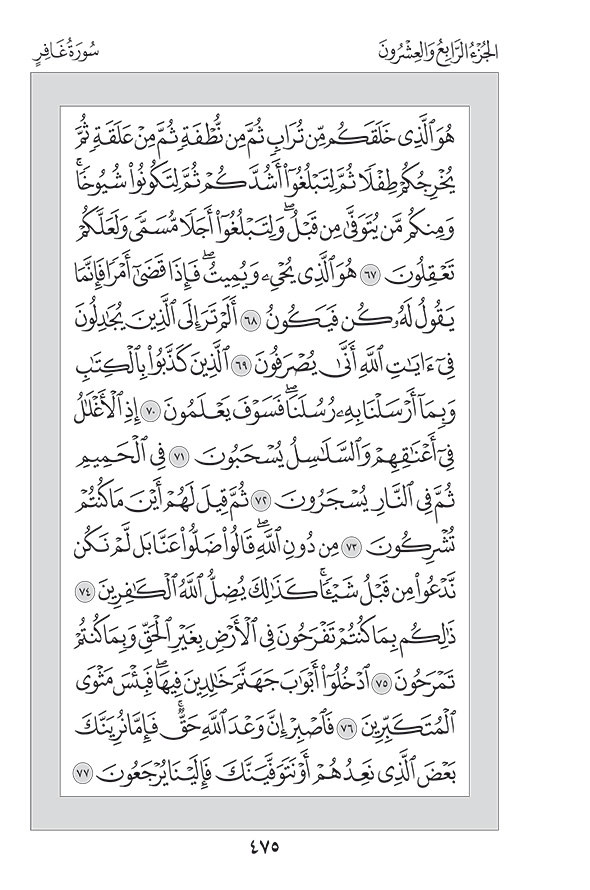 الجُزْءُ الرَّابِعُ وَالعِشْرُونَ
سُورَةُ غَافِرٍ
هُوَ ٱلَّذِى خَلَقَكُم مِّن تُرَابٍ ثُمَّ مِن نُّطْفَةٍ ثُمَّ مِنْ عَلَقَةٍ ثُمَّ
يُخْرِجُكُمْ طِفْلًا ثُمَّ لِتَبْلُغُوٓا۟ أَشُدَّكُمْ ثُمَّ لِتَكُونُوا۟ شُيُوخًاۚ
وَمِنكُم مَّن يُتَوَفَّىٰ مِن قَبْلُۖ وَلِتَبْلُغُوٓا۟ أَجَلًا مُّسَمًّى وَلَعَلَّكُمْ
تَعْقِلُونَ ٦٧ هُوَ ٱلَّذِى يُحْىِۦ وَيُمِيتُۖ فَإِذَا قَضَىٰٓ أَمْرًا فَإِنَّمَا
يَقُولُ لَهُۥ كُن فَيَكُونُ ٦٨ أَلَمْ تَرَ إِلَى ٱلَّذِينَ يُجَٰدِلُونَ
فِىٓ ءَايَٰتِ ٱللَّهِ أَنَّىٰ يُصْرَفُونَ ٦٩ ٱلَّذِينَ كَذَّبُوا۟ بِٱلْكِتَٰبِ
وَبِمَآ أَرْسَلْنَا بِهِۦ رُسُلَنَاۖ فَسَوْفَ يَعْلَمُونَ ٧٠ إِذِ ٱلْأَغْلَٰلُ
فِىٓ أَعْنَٰقِهِمْ وَٱلسَّلَٰسِلُ يُسْحَبُونَ ٧١ فِى ٱلْحَمِيمِ
ثُمَّ فِى ٱلنَّارِ يُسْجَرُونَ ٧٢ ثُمَّ قِيلَ لَهُمْ أَيْنَ مَا كُنتُمْ
تُشْرِكُونَ ٧٣ مِن دُونِ ٱللَّهِۖ قَالُوا۟ ضَلُّوا۟ عَنَّا بَل لَّمْ نَكُن
نَّدْعُوا۟ مِن قَبْلُ شَيْـًٔاۚ كَذَٰلِكَ يُضِلُّ ٱللَّهُ ٱلْكَٰفِرِينَ ٧٤
ذَٰلِكُم بِمَا كُنتُمْ تَفْرَحُونَ فِى ٱلْأَرْضِ بِغَيْرِ ٱلْحَقِّ وَبِمَا كُنتُمْ
تَمْرَحُونَ ٧٥ ٱدْخُلُوٓا۟ أَبْوَٰبَ جَهَنَّمَ خَٰلِدِينَ فِيهَاۖ فَبِئْسَ مَثْوَى
ٱلْمُتَكَبِّرِينَ ٧٦ فَٱصْبِرْ إِنَّ وَعْدَ ٱللَّهِ حَقٌّۚ فَإِمَّا نُرِيَنَّكَ
بَعْضَ ٱلَّذِى نَعِدُهُمْ أَوْ نَتَوَفَّيَنَّكَ فَإِلَيْنَا يُرْجَعُونَ ٧٧
٤٧٥